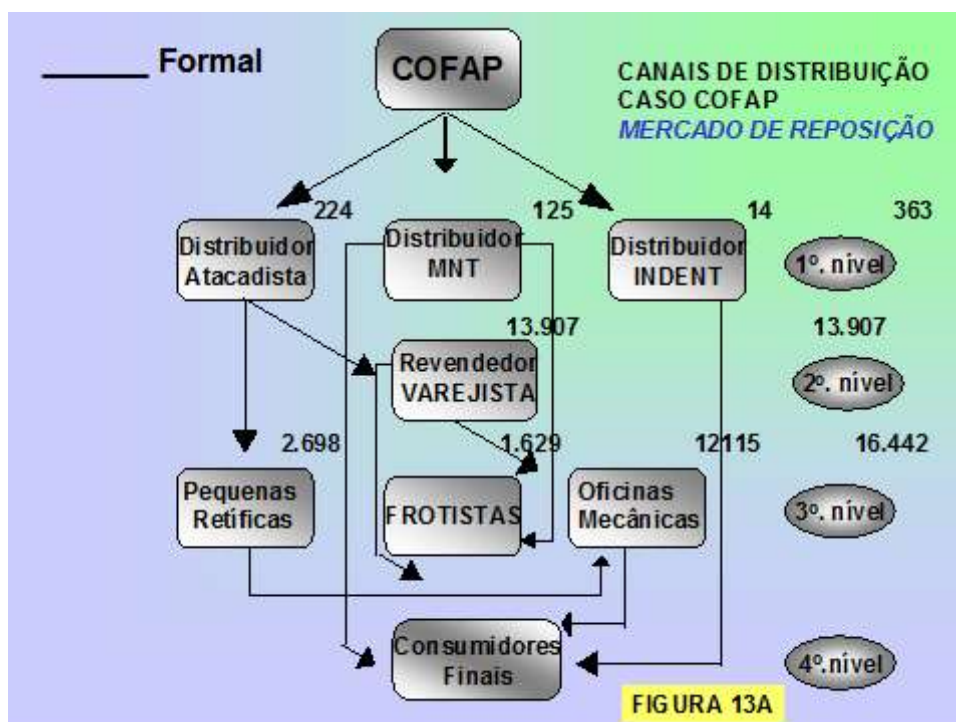 Formal
COFAP
CANAIS DE DISTRIBUIÇÃO
CASO COFAP
MERCADO DE REPOSIÇÃO
224
125
14
363
Distribuidor
Atacadista
Distribuidor
MNT
Distribuidor
INDENT
1º. nível
13.907
13.907
Revendedor
VAREJISTA
2º. nível
2.698
1.629
12115
16.442
Pequenas
Retíficas
FROTISTAS
Oficinas
Mecânicas
3º. nível
Consumidores
Finais
4º.nível
FIGURA 13A